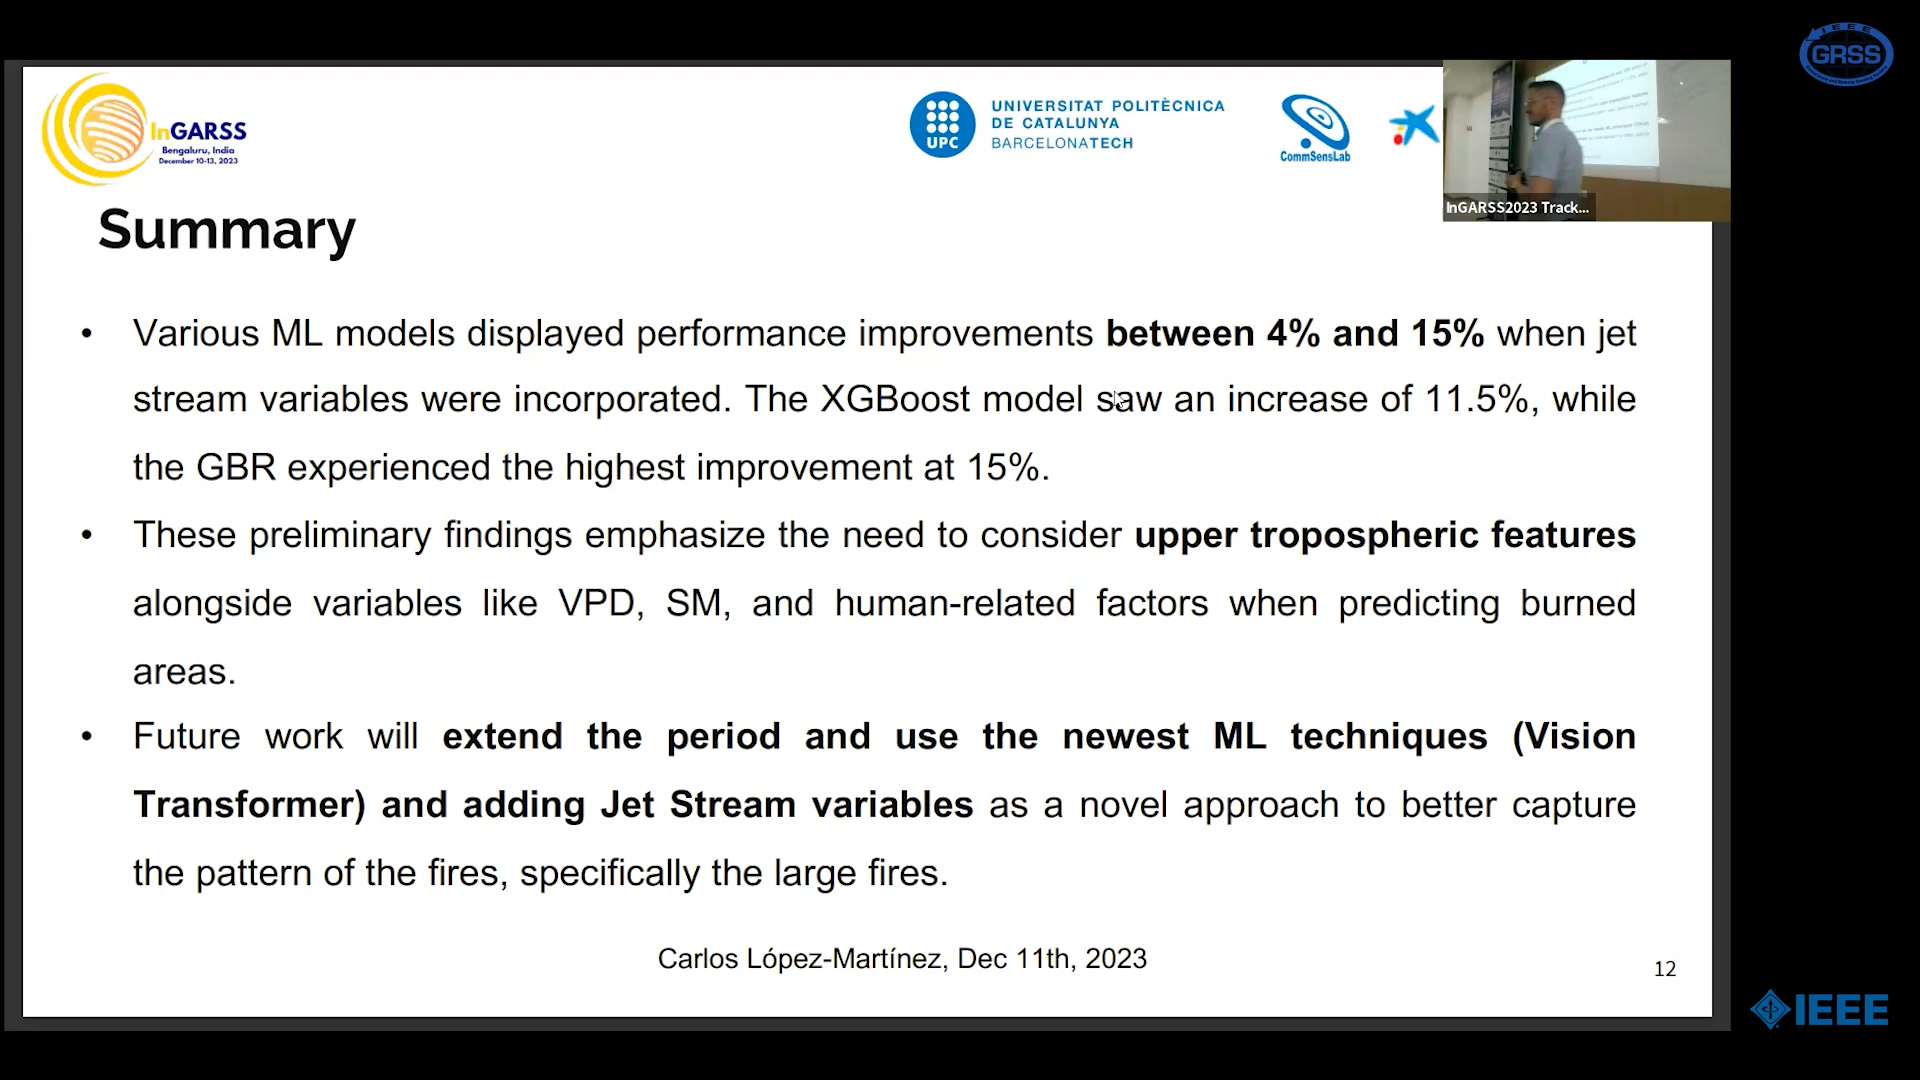 IEEE
GRSS
InGARSS
Bengaluru, India
December 10-13, 2023
UPC
UNIVERSITAT POLITÈCNICA
DE CATALUNYA
BARCELONATECH
CommSensLab
InGARSS2023 Track...
Summary
• Various ML models displayed performance improvements between 4% and 15% when jet
stream variables were incorporated. The XGBoost model saw an increase of 11.5%, while
the GBR experienced the highest improvement at 15%.
• These preliminary findings emphasize the need to consider upper tropospheric features
alongside variables like VPD, SM, and human-related factors when predicting burned
areas.
• Future work will extend the period and use the newest ML techniques (Vision
Transformer) and adding Jet Stream variables as a novel approach to better capture
the pattern of the fires, specifically the large fires.
Carlos López-Martínez, Dec 11th, 2023
12
IEEE